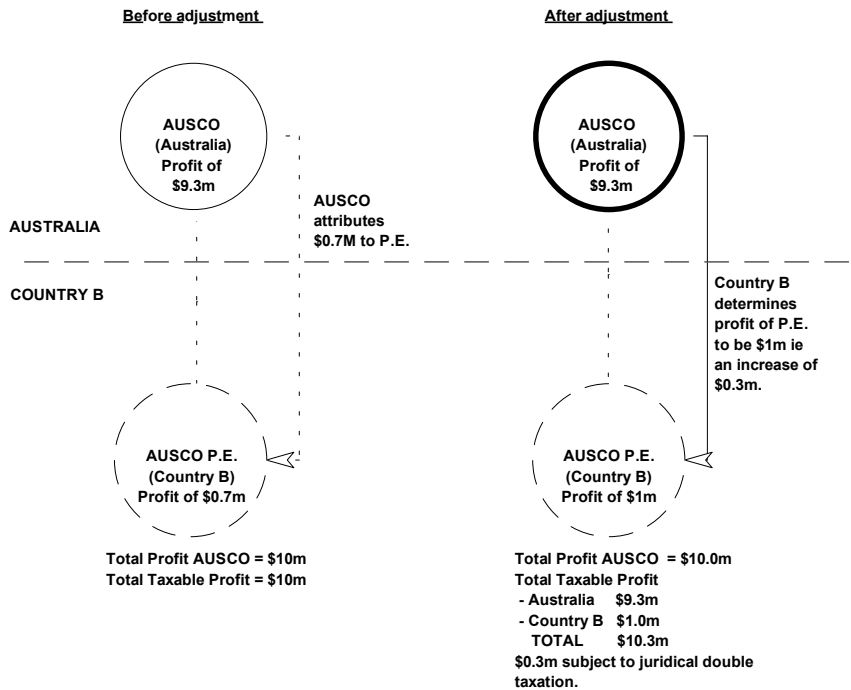 Before adjustment
AUSCO
(Australia)
Profit of
$9.3m
AUSCO
attributes
$0.7M to P.E.
AUSTRALIA
COUNTRY B
AUSCO P.E.
(Country B)
Profit of $0.7m
Total Profit AUSCO = $10m
Total Taxable Profit = $10m
After adjustment
AUSCO
(Australia)
Profit of
$9.3m
Country B
determines
profit of P.E.
to be $1m ie
an increase of
$0.3m.
AUSCO P.E.
(Country B)
Profit of $1m
Total Profit AUSCO = $10.0m
Total Taxable Profit
- Australia $9.3m
- Country B $1.0m
TOTAL $10.3m
$0.3m subject to juridical double
taxation.